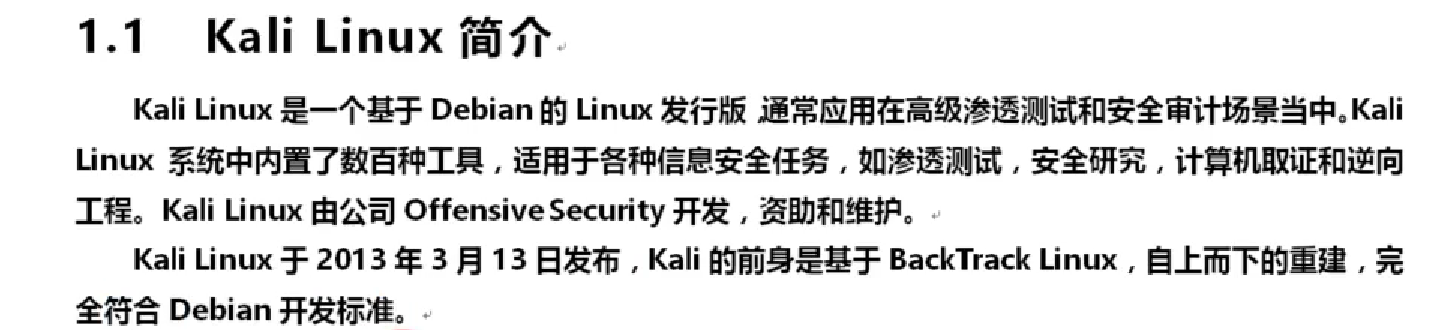 1.1 Kali Linux 简介
Kali Linux 是一个基于 Debian 的 Linux 发行版,通常应用在高级渗透测试和安全审计场景当中。Kali
Linux 系统中内置了数百种工具，适用于各种信息安全任务，如渗透测试，安全研究，计算机取证和逆向
工程。Kali Linux 由公司 Offensive Security 开发，资助和维护。
Kali Linux 于 2013 年 3 月 13 日发布，Kali 的前身是基于 BackTrack Linux，自上而下的重建，完
全符合 Debian 开发标准。